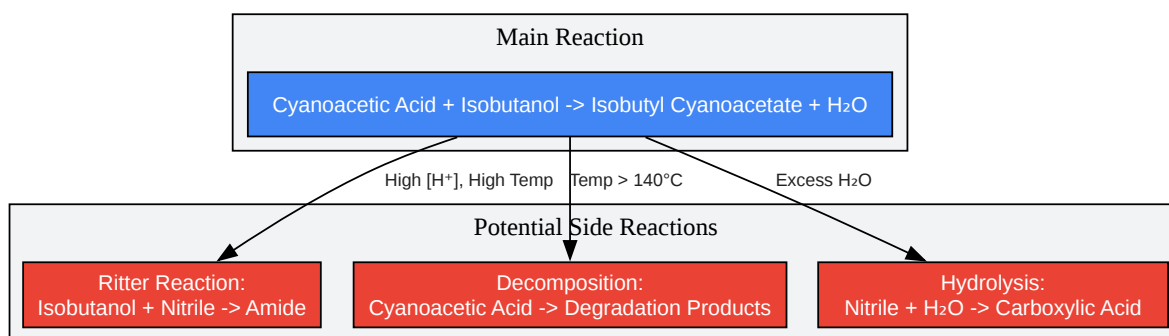 Main Reaction
Cyanoacetic Acid + Isobutanol -> Isobutyl Cyanoacetate + H₂O
High [H⁺], High Temp
Temp > 140°C
Excess H₂O
Potential Side Reactions
Ritter Reaction:
Isobutanol + Nitrile -> Amide
Decomposition:
Cyanoacetic Acid -> Degradation Products
Hydrolysis:
Nitrile + H₂O -> Carboxylic Acid